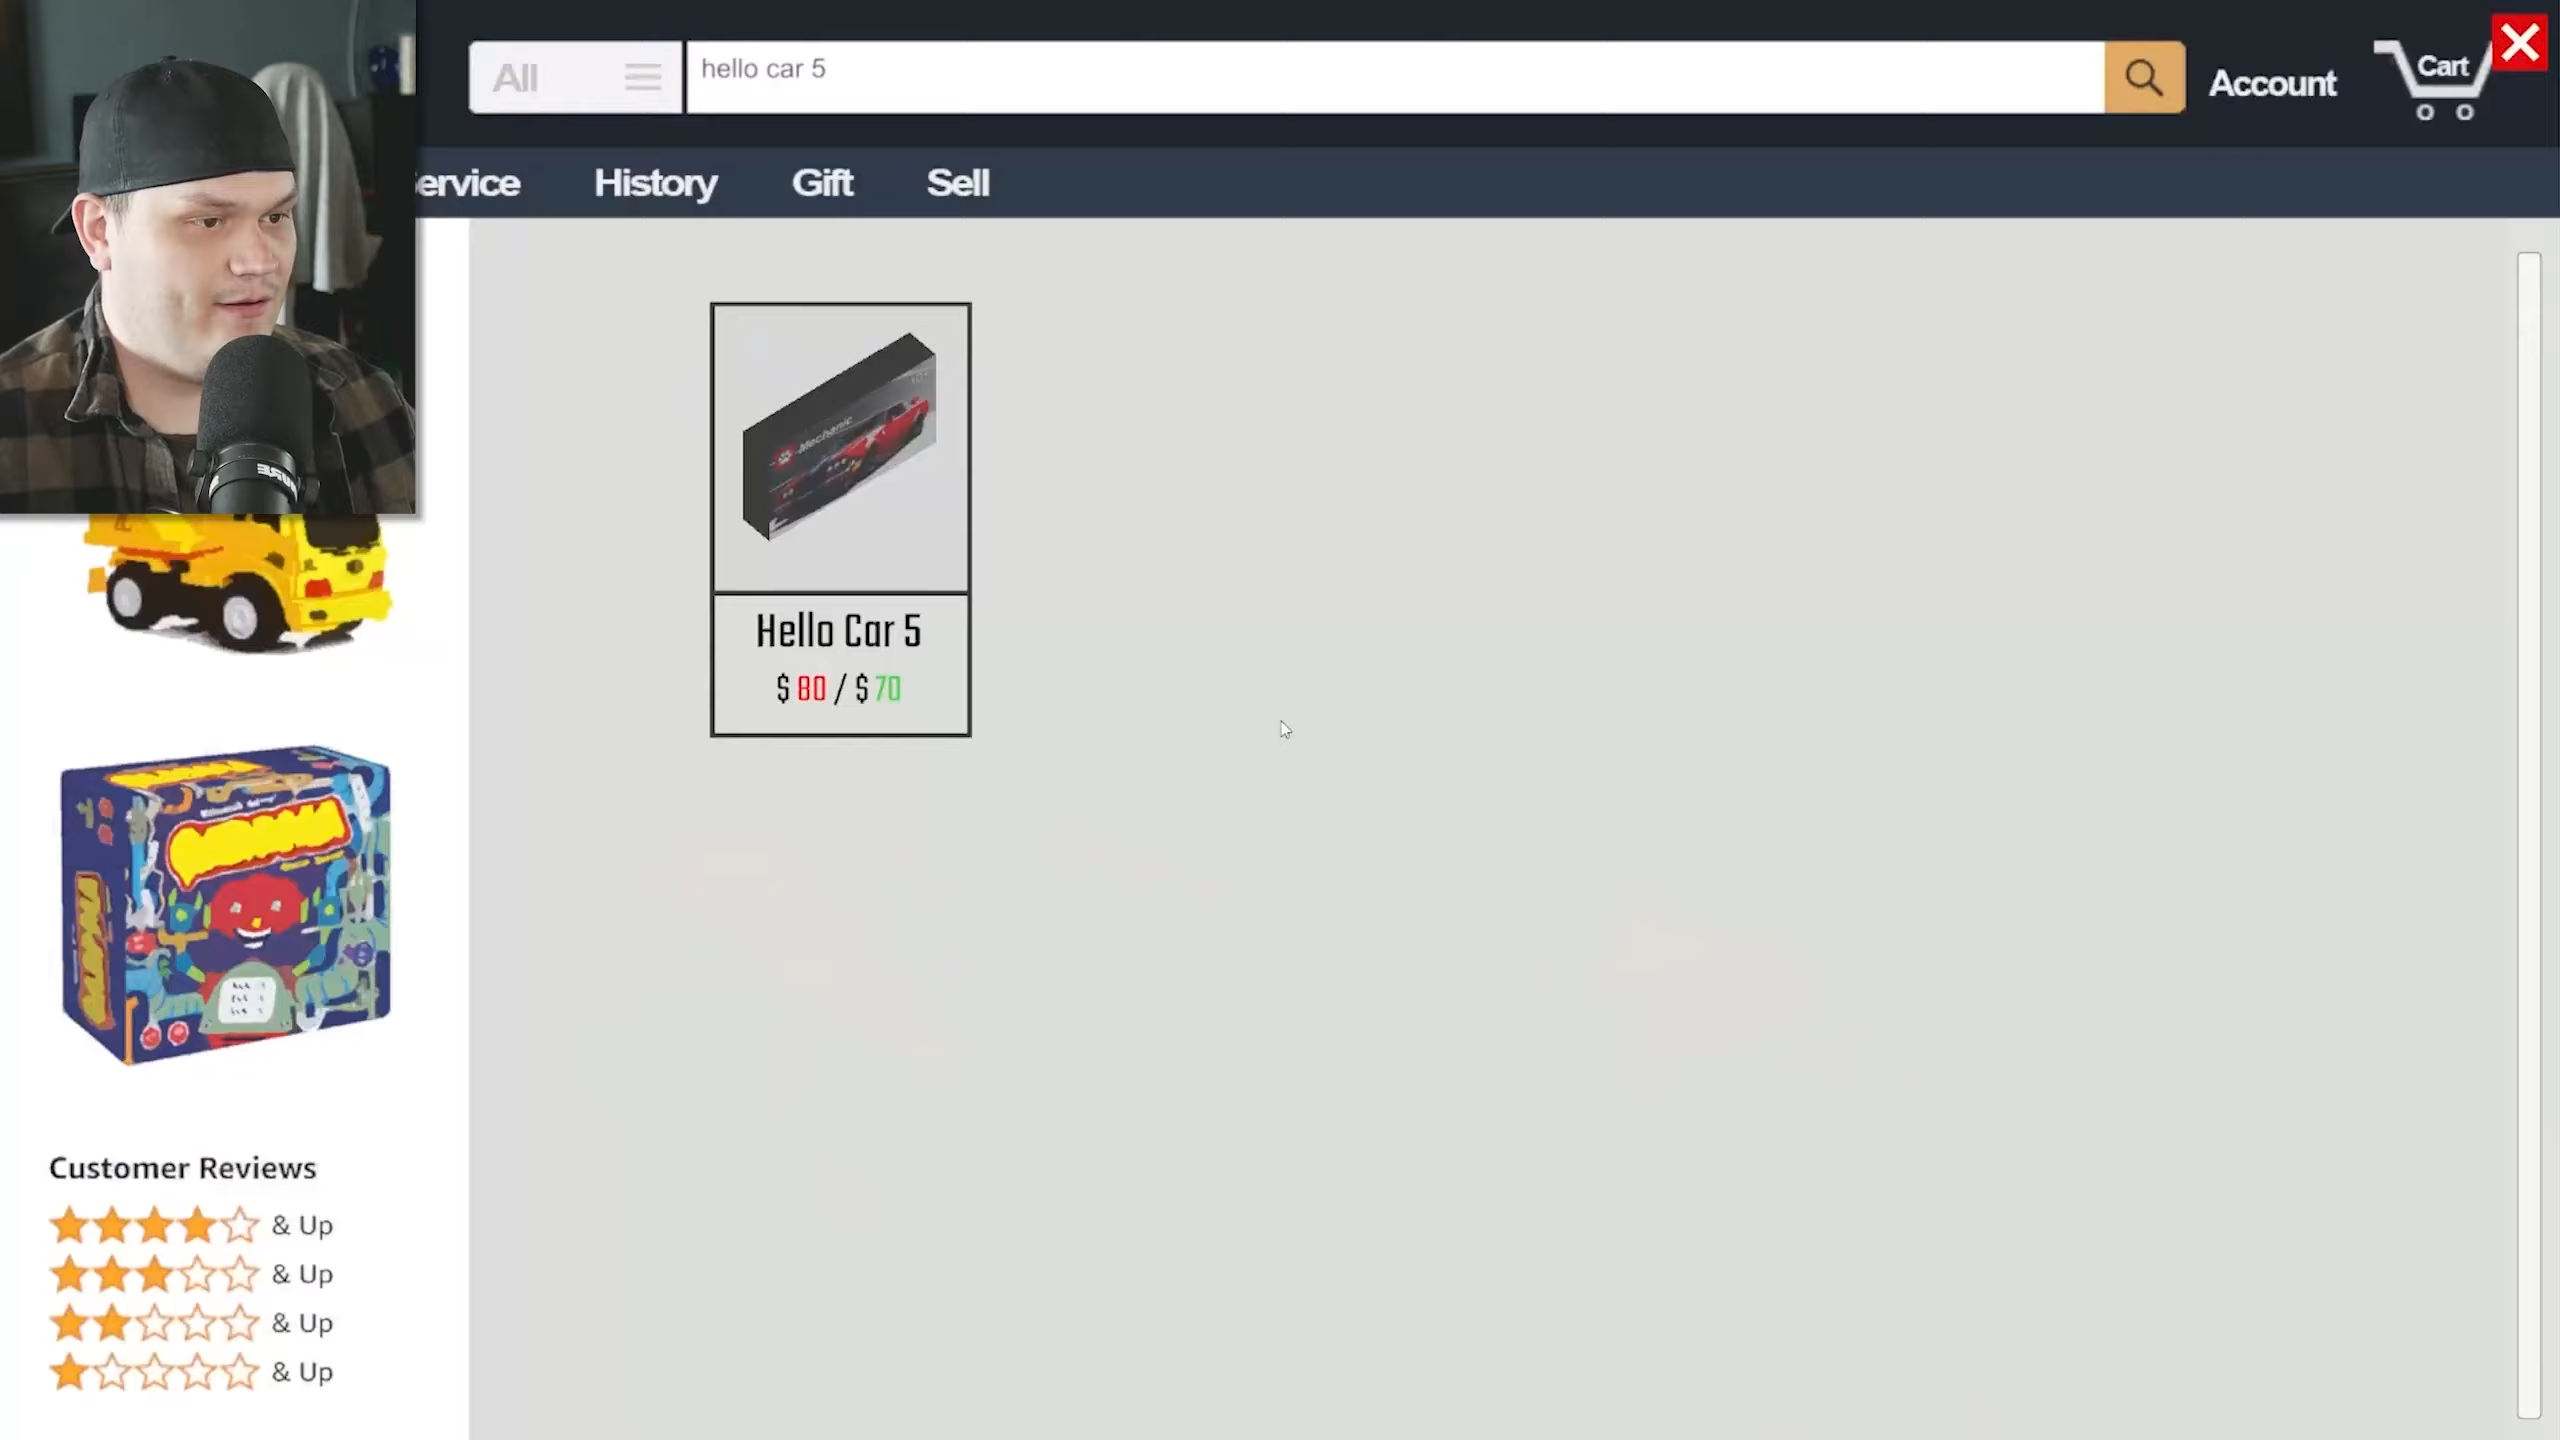 All
hello car 5
Account
Cart
ervice
History
Gift
Sell
Mechanic
Hello Car 5
$ 80 / $ 70
Customer Reviews
& Up
& Up
& Up
& Up